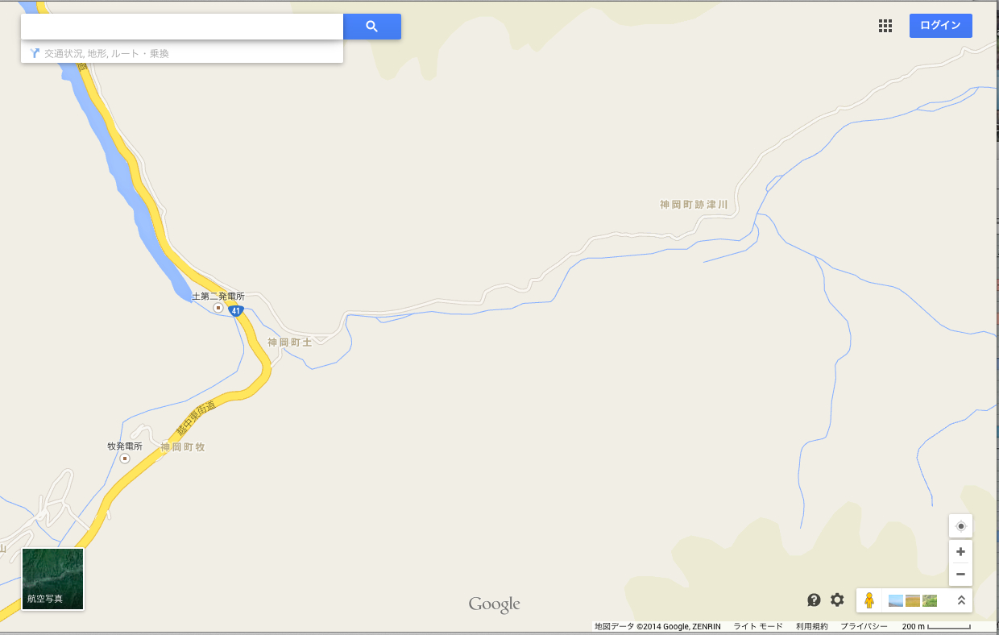 ログイン
交通状況, 地形, ルート・乗換
神岡町跡津川
土第二発電所
41
神岡町土
越中東街道
牧発電所
神岡町牧
山
航空写真
Google
地図データ ©2014 Google, ZENRIN ライト モード 利用規約 プライバシー 200 m